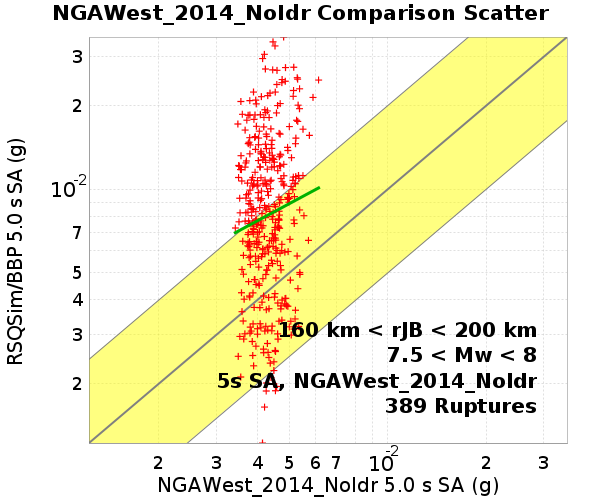 NGAWest_2014_NoIdr Comparison Scatter
RSQSim/BBP 5.0 s SA (g)
3
2
10-2
7
5
4
3
2
160 km < rJB < 200 km
7.5 < Mw < 8
5s SA, NGAWest_2014_NoIdr
389 Ruptures
2 3 4 5 6 7 10-2 2 3
NGAWest_2014_NoIdr 5.0 s SA (g)